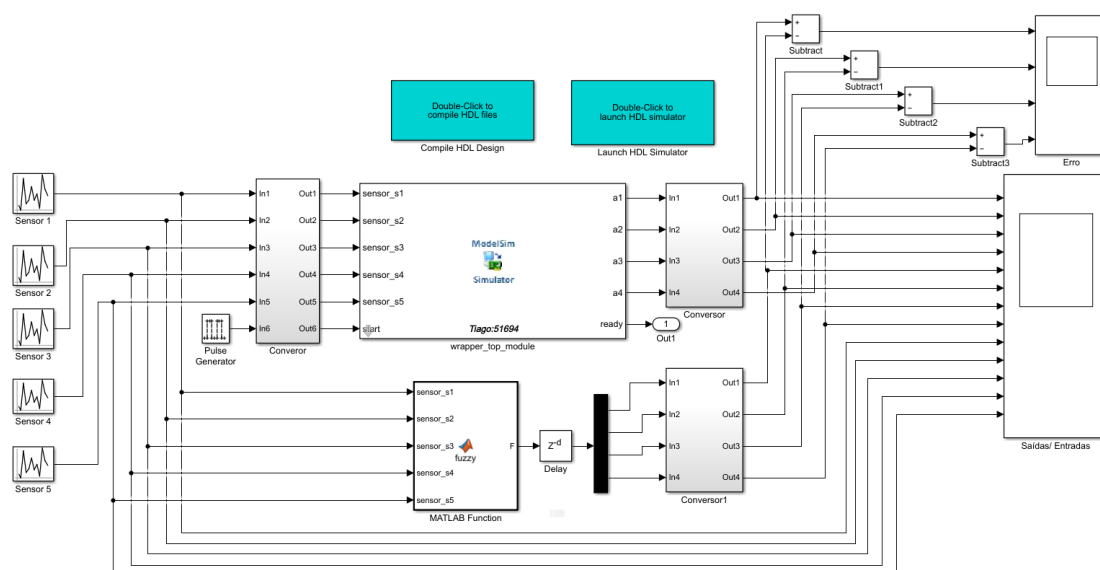 +
−
Subtract
+
−
Subtract1
+
−
Subtract2
+
−
Subtract3
Erro
Double-Click to
compile HDL files
Compile HDL Design
Double-Click to
launch HDL simulator
Launch HDL Simulator
Sensor 1
Sensor 2
Sensor 3
Sensor 4
Sensor 5
Pulse
Generator
In1
In2
In3
In4
In5
In6
Out1
Out2
Out3
Out4
Out5
Out6
Converor
sensor_s1
sensor_s2
sensor_s3
sensor_s4
sensor_s5
start
ModelSim
Simulator
Tiago:51694
a1
a2
a3
a4
ready
wrapper_top_module
1
Out1
In1
In2
In3
In4
Out1
Out2
Out3
Out4
Conversor
Saídas/ Entradas
sensor_s1
sensor_s2
sensor_s3
sensor_s4
sensor_s5
fuzzy
F
MATLAB Function
Z-d
Delay
In1
In2
In3
In4
Out1
Out2
Out3
Out4
Conversor1